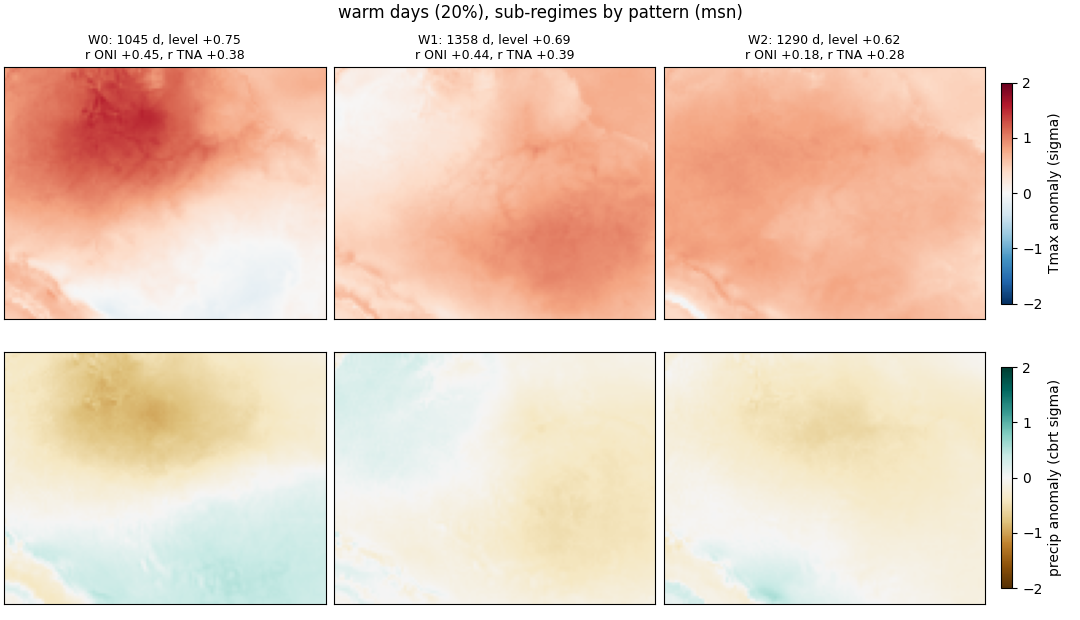 warm days (20%), sub-regimes by pattern (msn)
W0: 1045 d, level +0.75
r ONI +0.45, r TNA +0.38
W1: 1358 d, level +0.69
r ONI +0.44, r TNA +0.39
W2: 1290 d, level +0.62
r ONI +0.18, r TNA +0.28
2
1
0
−1
−2
Tmax anomaly (sigma)
2
1
0
−1
−2
precip anomaly (cbrt sigma)